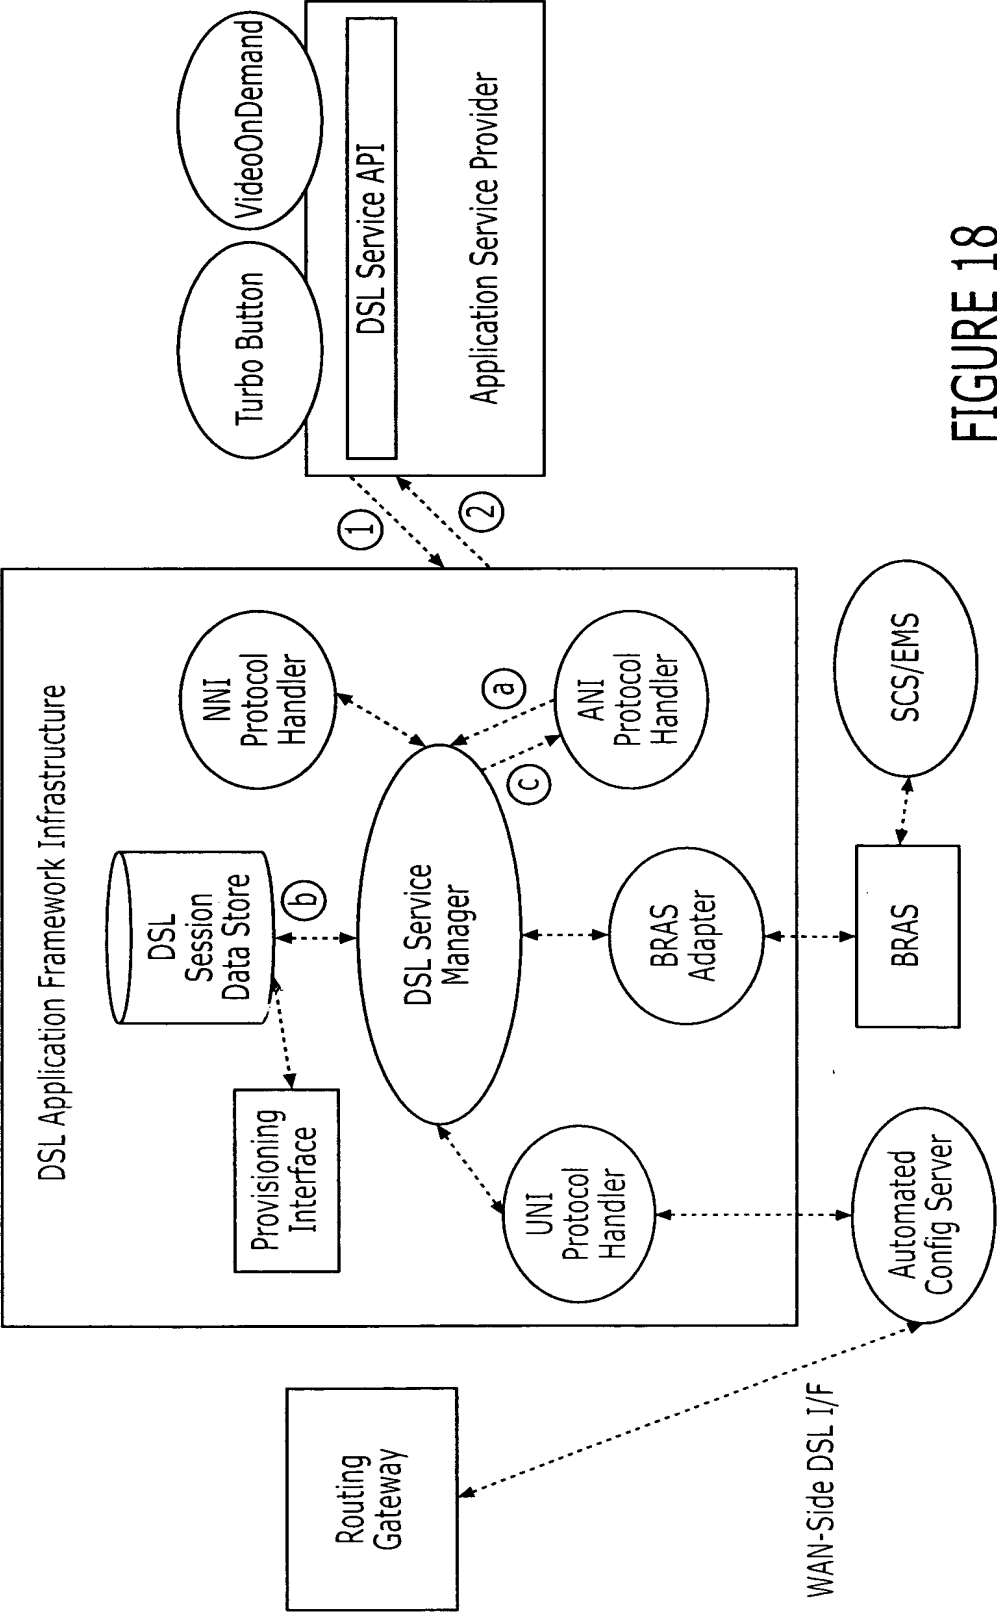 DSL Application Framework Infrastructure
Provisioning
Interface
DSL
Session
Data Store
b
NNI
Protocol
Handler
DSL Service
Manager
a
c
UNI
Protocol
Handler
BRAS
Adapter
ANI
Protocol
Handler
1
2
Turbo Button
VideoOnDemand
DSL Service API
Application Service Provider
Routing
Gateway
WAN-Side DSL I/F
Automated
Config Server
BRAS
SCS/EMS
FIGURE 18